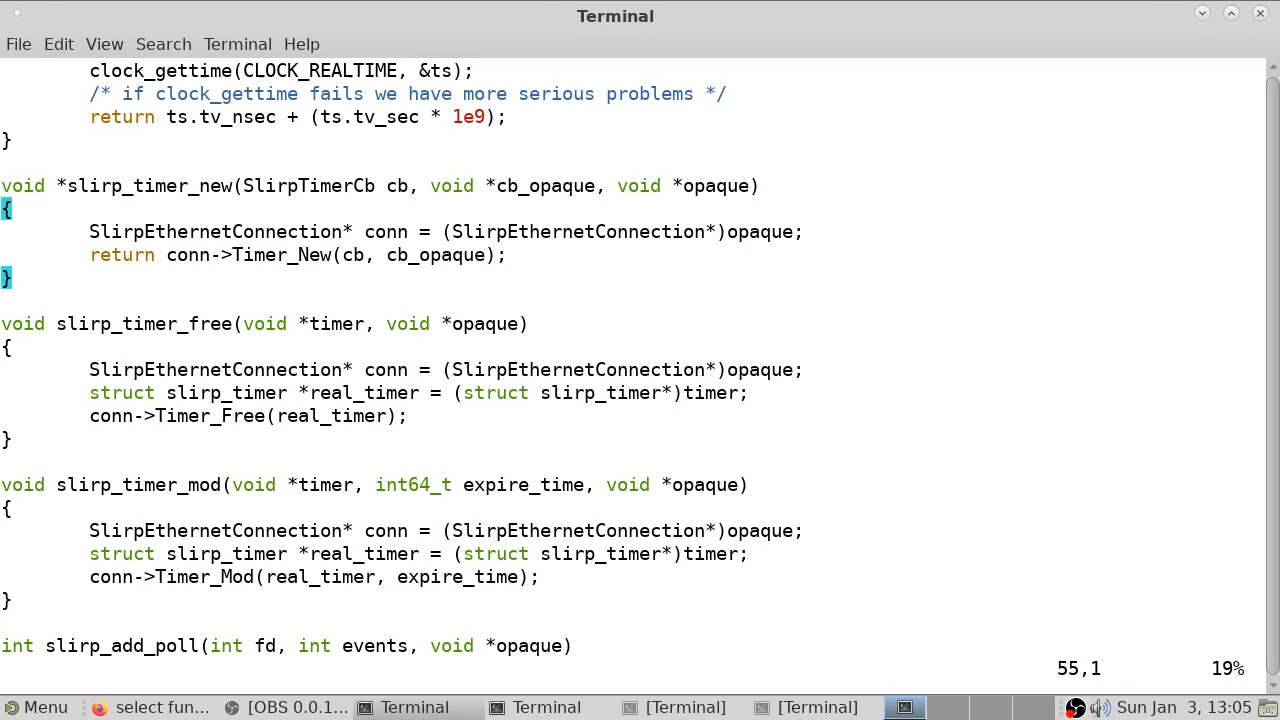 Terminal
File Edit View Search Terminal Help
clock_gettime(CLOCK_REALTIME, &ts);
/* if clock_gettime fails we have more serious problems */
return ts.tv_nsec + (ts.tv_sec * 1e9);
}
void *slirp_timer_new(SlirpTimerCb cb, void *cb_opaque, void *opaque)
{
SlirpEthernetConnection* conn = (SlirpEthernetConnection*)opaque;
return conn->Timer_New(cb, cb_opaque);
}
void slirp_timer_free(void *timer, void *opaque)
{
SlirpEthernetConnection* conn = (SlirpEthernetConnection*)opaque;
struct slirp_timer *real_timer = (struct slirp_timer*)timer;
conn->Timer_Free(real_timer);
}
void slirp_timer_mod(void *timer, int64_t expire_time, void *opaque)
{
SlirpEthernetConnection* conn = (SlirpEthernetConnection*)opaque;
struct slirp_timer *real_timer = (struct slirp_timer*)timer;
conn->Timer_Mod(real_timer, expire_time);
}
int slirp_add_poll(int fd, int events, void *opaque)
55,1 19%
Menu select fun... [OBS 0.0.1... Terminal Terminal [Terminal] [Terminal] Sun Jan 3, 13:05